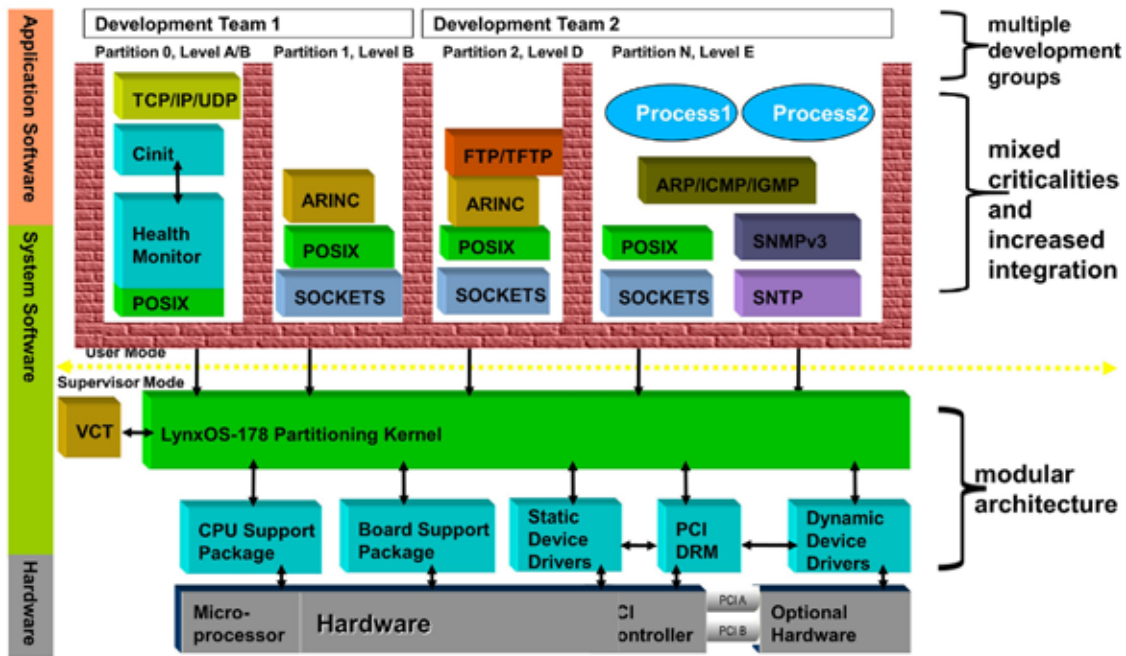 Development Team 1
Development Team 2
multiple
development
groups
Partition 0, Level A/B
Partition 1, Level B
Partition 2, Level D
Partition N, Level E
Application Software
TCP/IP/UDP
Process1
Process2
Cinit
FTP/TFTP
mixed
criticalities
and
increased
integration
ARP/ICMP/IGMP
ARINC
ARINC
Health
Monitor
POSIX
POSIX
POSIX
SNMPv3
POSIX
SOCKETS
SOCKETS
SOCKETS
SNTP
System Software
User Mode
Supervisor Mode
VCT
LynxOS-178 Partitioning Kernel
modular
architecture
CPU Support
Package
Board Support
Package
Static
Device
Drivers
PCI
DRM
Dynamic
Device
Drivers
Hardware
Micro-
processor
Hardware
CI
ontroller
PCI A
PCI B
Optional
Hardware